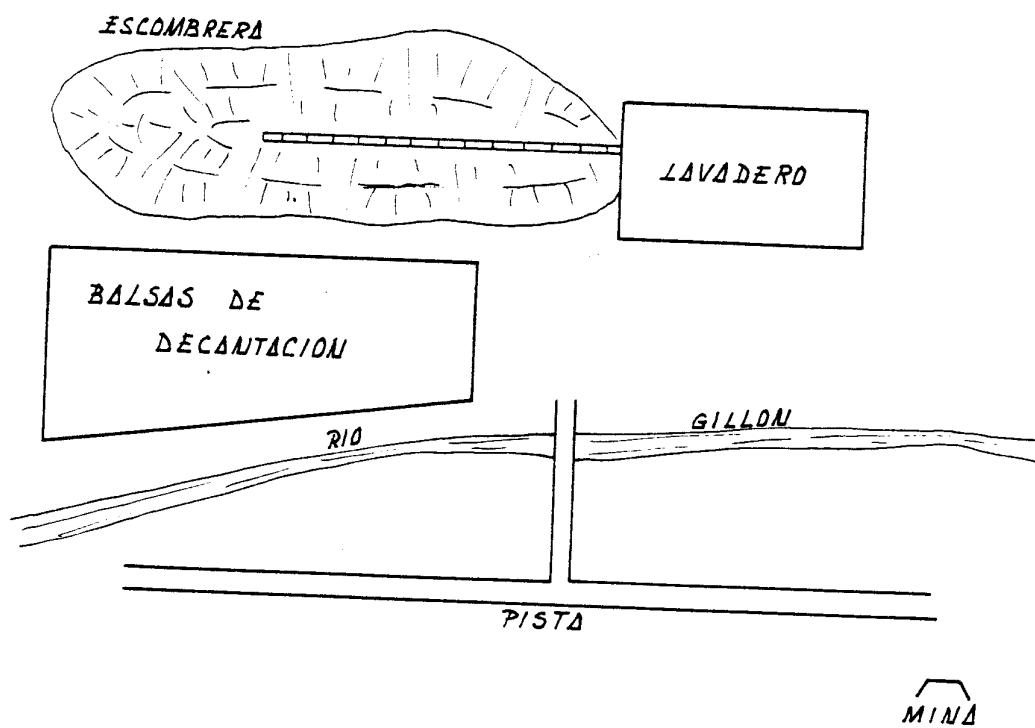 ESCOMBRERA
LAVADERO
BALSAS DE
DECANTACION
RIO
GILLON
PISTA
MINA